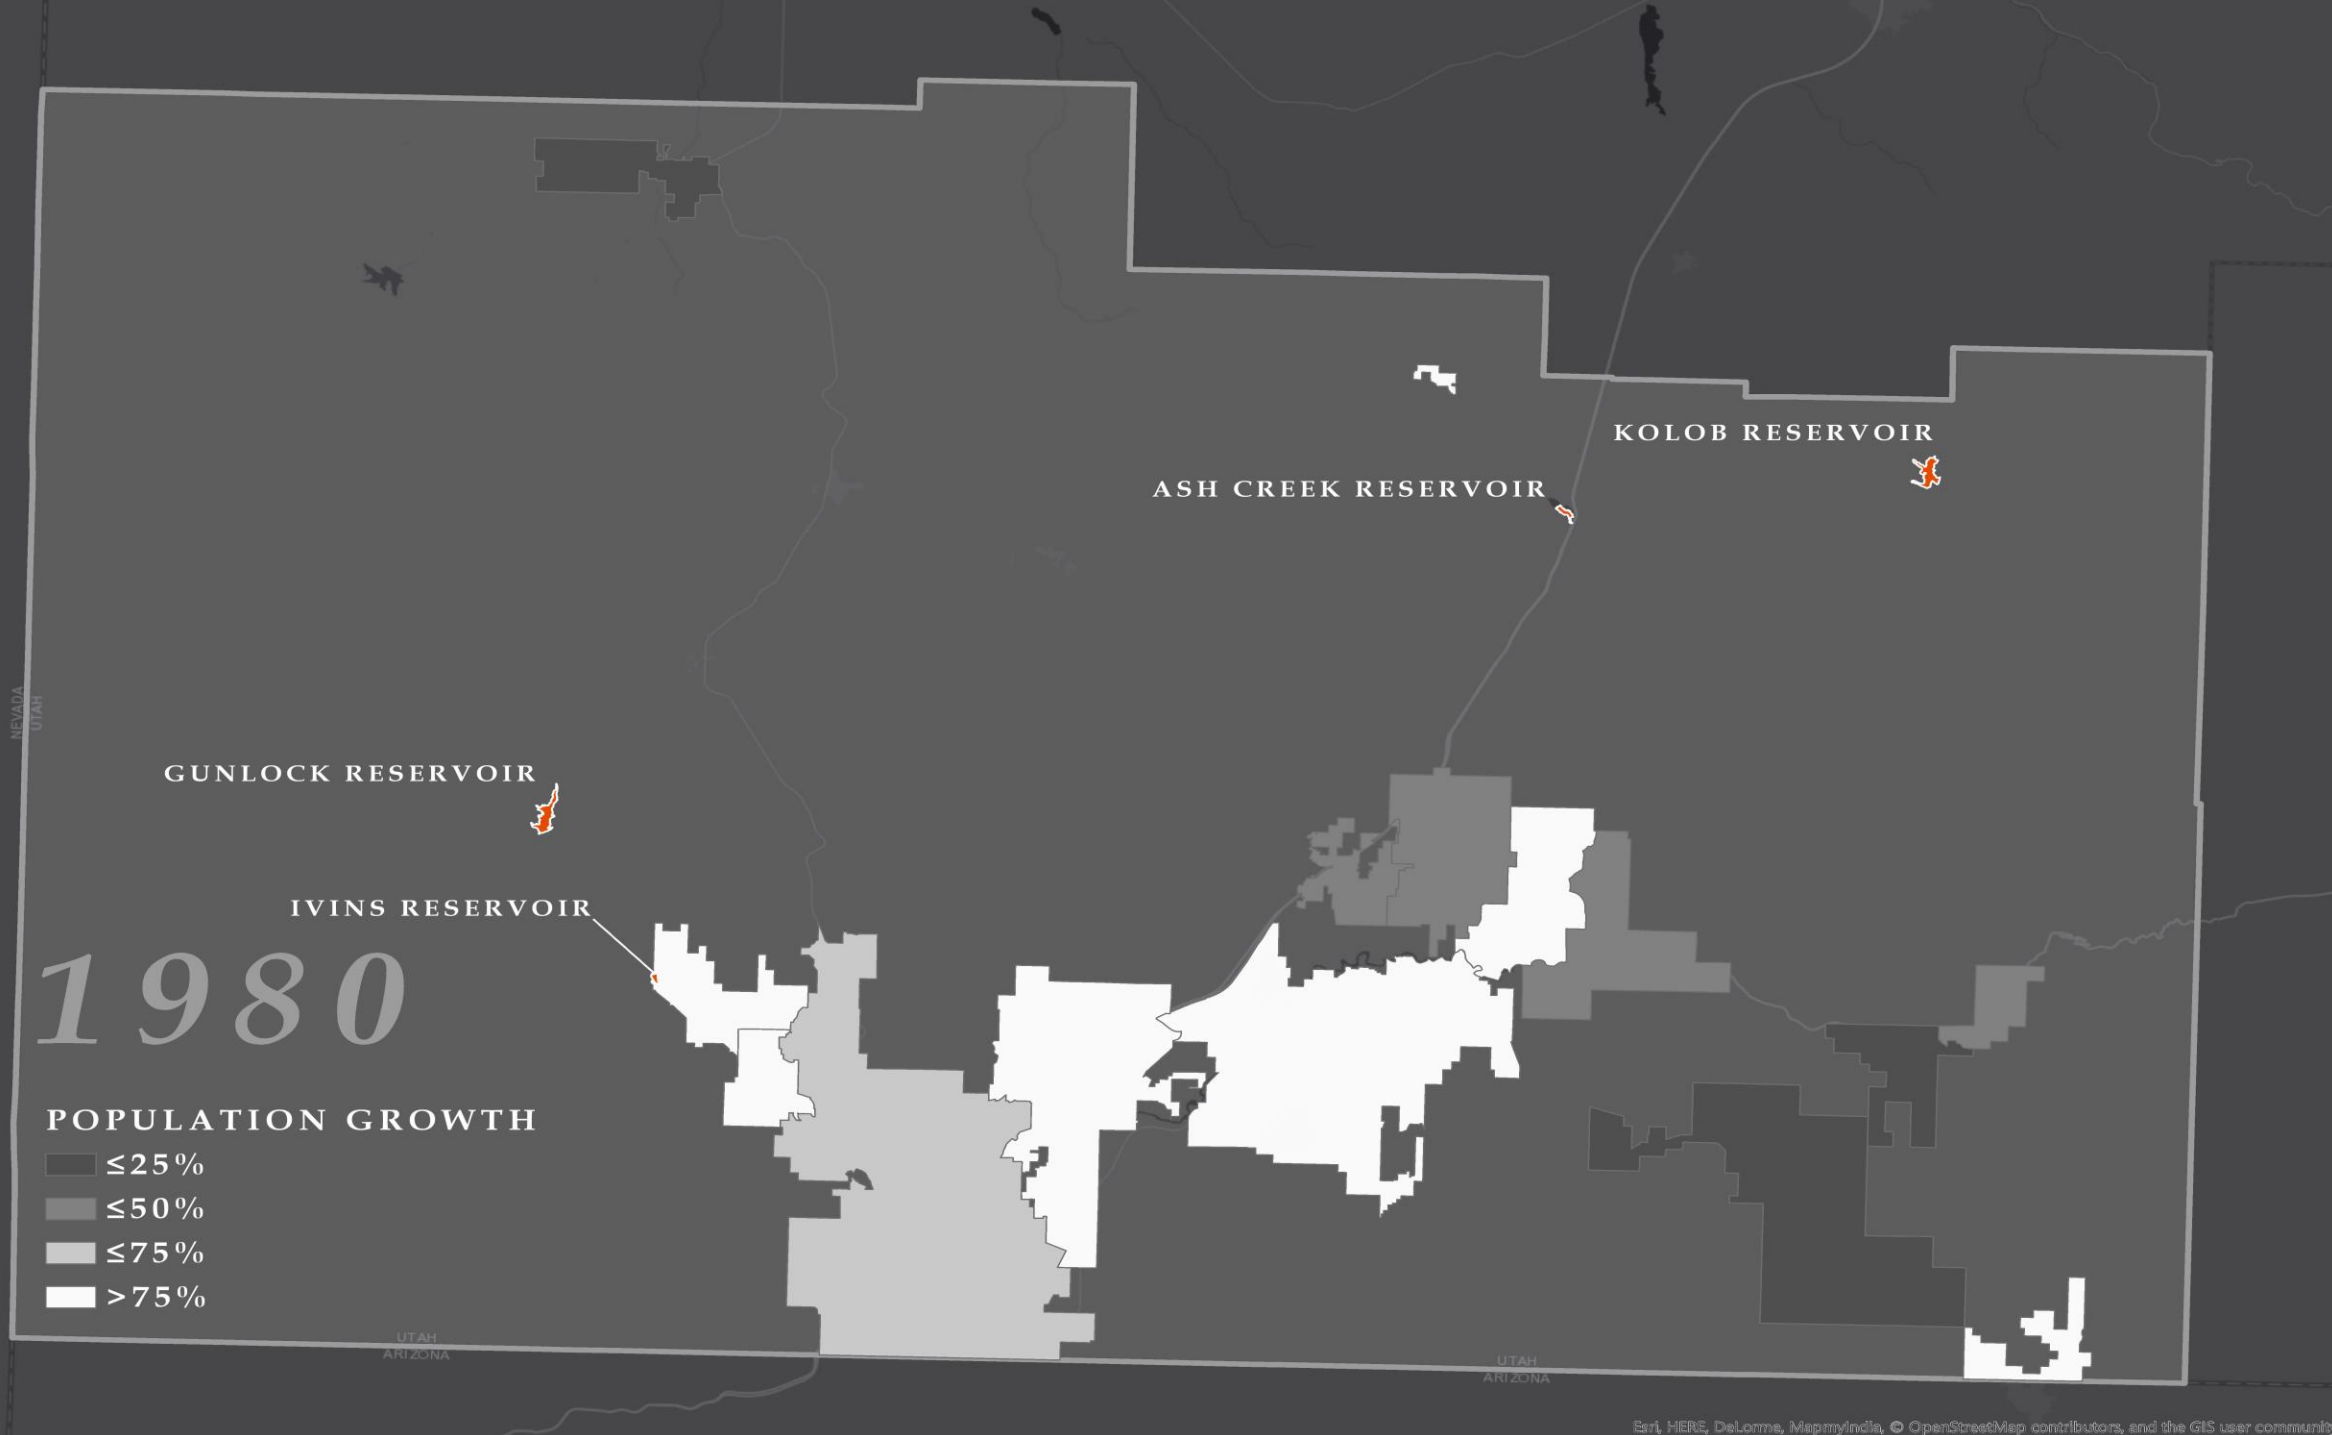 KOLOB RESERVOIR
ASH CREEK RESERVOIR
NEVADA
UTAH
GUNLOCK RESERVOIR
IVINS RESERVOIR
1980
POPULATION GROWTH
≤25%
≤50%
≤75%
>75%
UTAH
ARIZONA
UTAH
ARIZONA
Esri, HERE, DeLorme, MapmyIndia, © OpenStreetMap contributors, and the GIS user communit